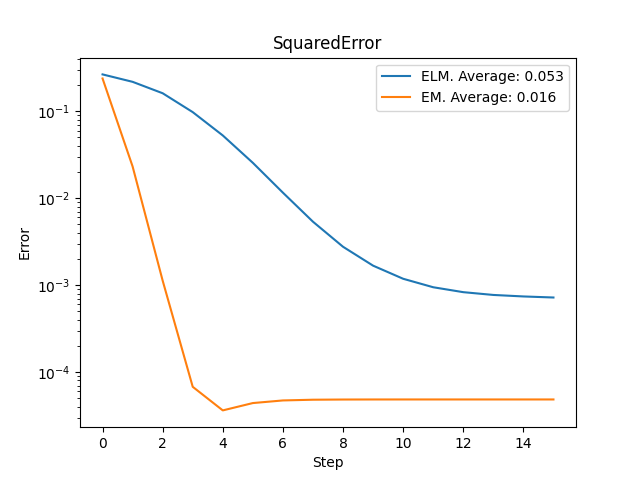 SquaredError
ELM. Average: 0.053
EM. Average: 0.016
Error
10⁻¹
10⁻²
10⁻³
10⁻⁴
0 2 4 6 8 10 12 14
Step